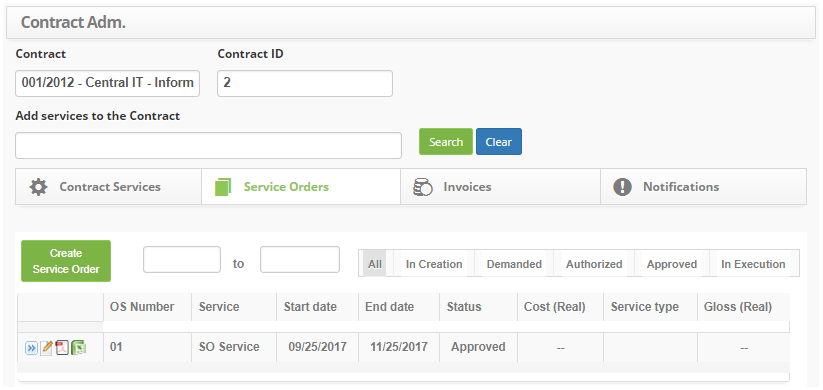 Contract Adm.
Contract Contract ID
001/2012 - Central IT - Inform 2
Add services to the Contract
Search Clear
Contract Services Service Orders Invoices Notifications
Create
Service Order
to All In Creation Demanded Authorized Approved In Execution
OS Number Service Start date End date Status Cost (Real) Service type Gloss (Real)
01 SO Service 09/25/2017 11/25/2017 Approved -- --